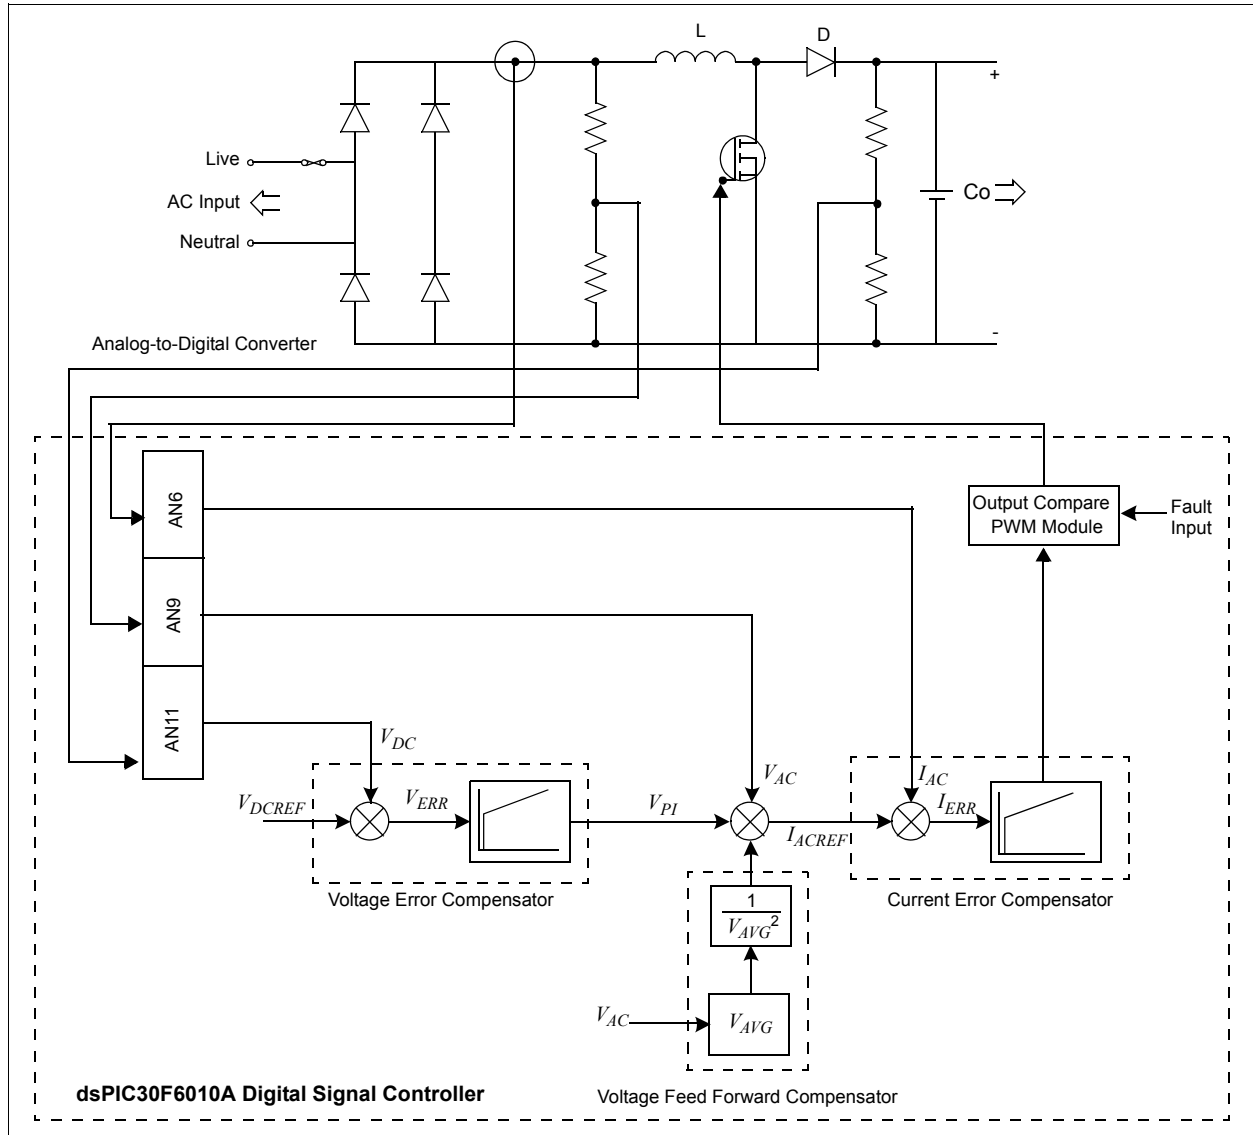 L
D
+
Live
AC Input
Neutral
Co
-
Analog-to-Digital Converter
AN6
AN9
AN11
Output Compare
PWM Module
Fault
Input
V_DC
V_DCREF
V_ERR
V_PI
V_AC
I_ACREF
I_AC
I_ERR
Voltage Error Compensator
Current Error Compensator
1
V_AVG^2
V_AC
V_AVG
dsPIC30F6010A Digital Signal Controller
Voltage Feed Forward Compensator